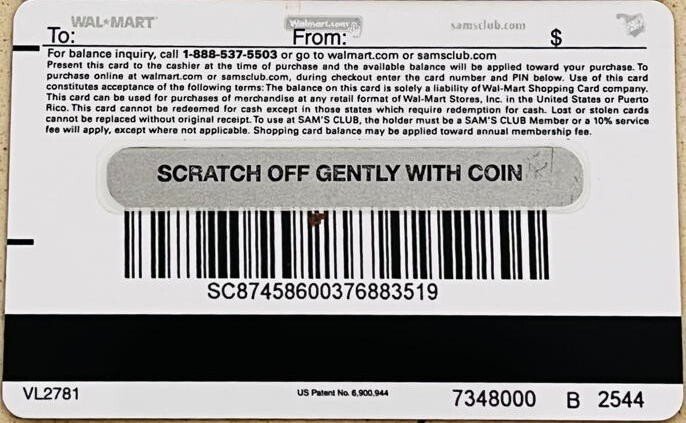 WAL★MART Walmart.com samsclub.com
To: From: $
For balance inquiry, call 1-888-537-5503 or go to walmart.com or samsclub.com
Present this card to the cashier at the time of purchase and the available balance will be applied toward your purchase. To
purchase online at walmart.com or samsclub.com, during checkout enter the card number and PIN below. Use of this card
constitutes acceptance of the following terms: The balance on this card is solely a liability of Wal-Mart Shopping Card company.
This card can be used for purchases of merchandise at any retail format of Wal-Mart Stores, Inc. in the United States or Puerto
Rico. This card cannot be redeemed for cash except in those states which require redemption for cash. Lost or stolen cards
cannot be replaced without original receipt. To use at SAM'S CLUB, the holder must be a SAM'S CLUB Member or a 10% service
fee will apply, except where not applicable. Shopping card balance may be applied toward annual membership fee.
SCRATCH OFF GENTLY WITH COIN
SC87458600376883519
VL2781 US Patent No. 6,900,944 7348000 B 2544